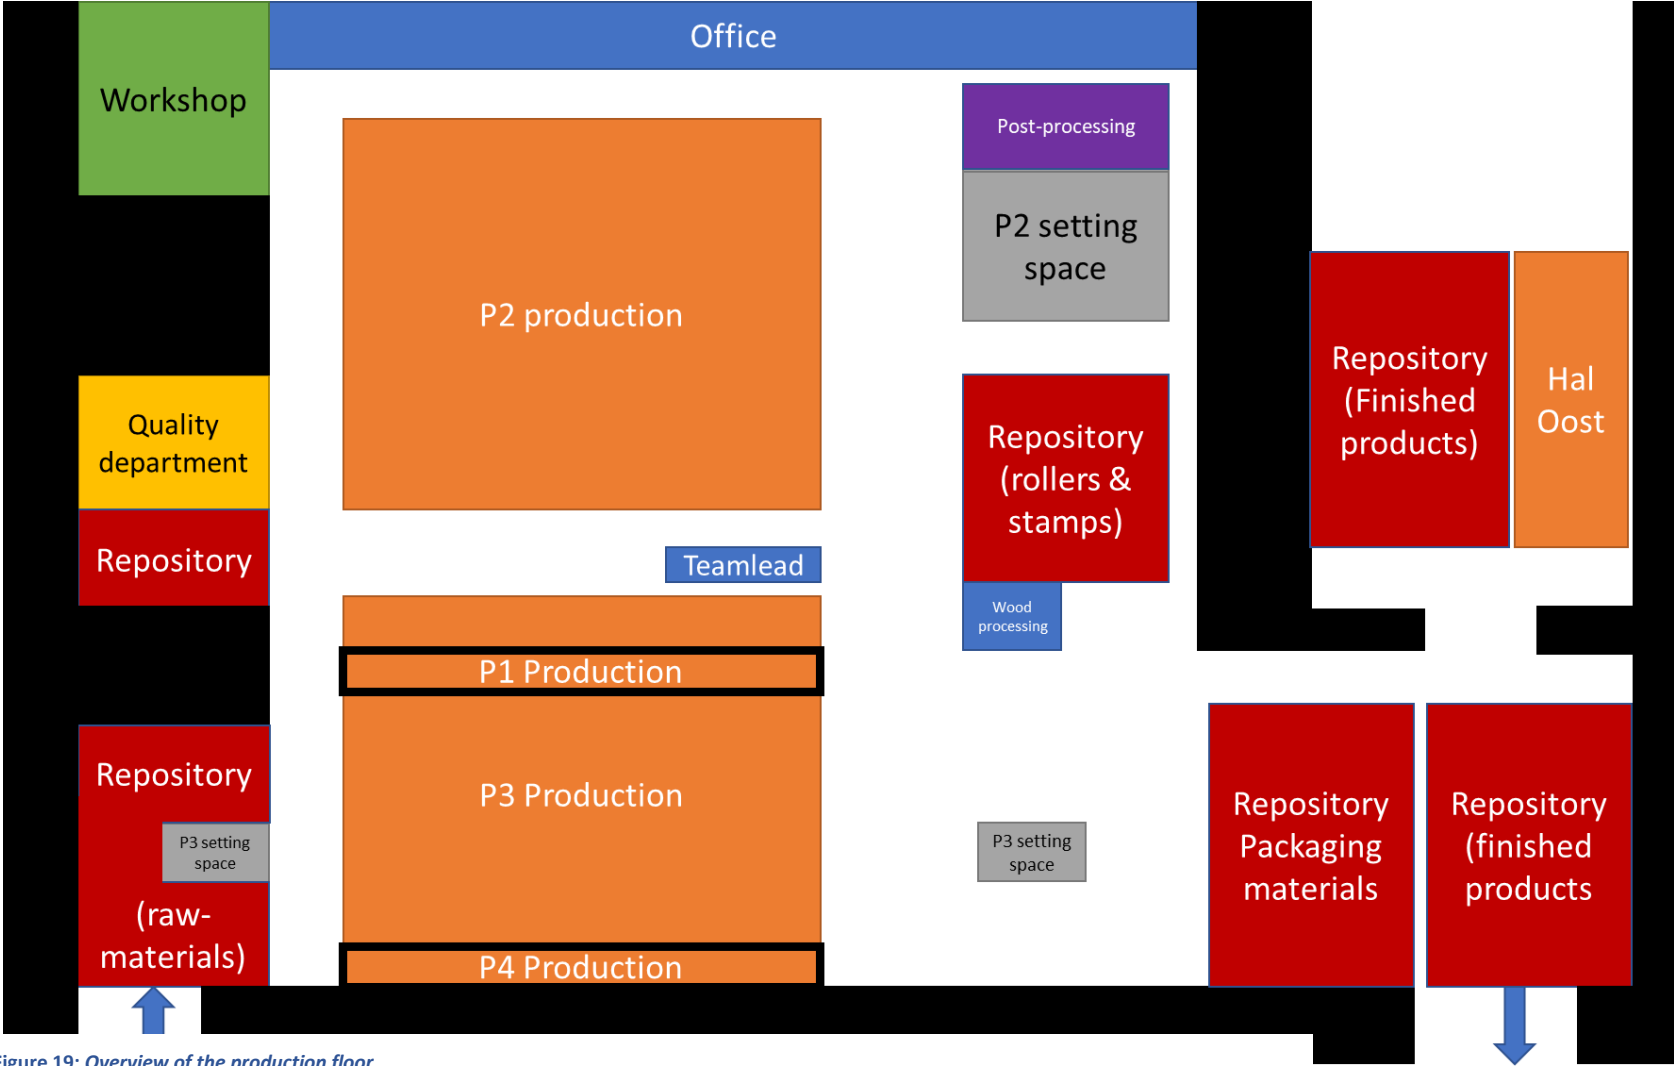 Office
Workshop
Post-processing
P2 setting
space
P2 production
Repository
(Finished
products)
Hal
Oost
Quality
department
Repository
(rollers &
stamps)
Repository
Teamlead
Wood
processing
P1 Production
Repository
P3 setting
space
(raw-
materials)
P3 Production
P3 setting
space
Repository
Packaging
materials
Repository
(finished
products
P4 Production
igure 19: Overview of the production floor